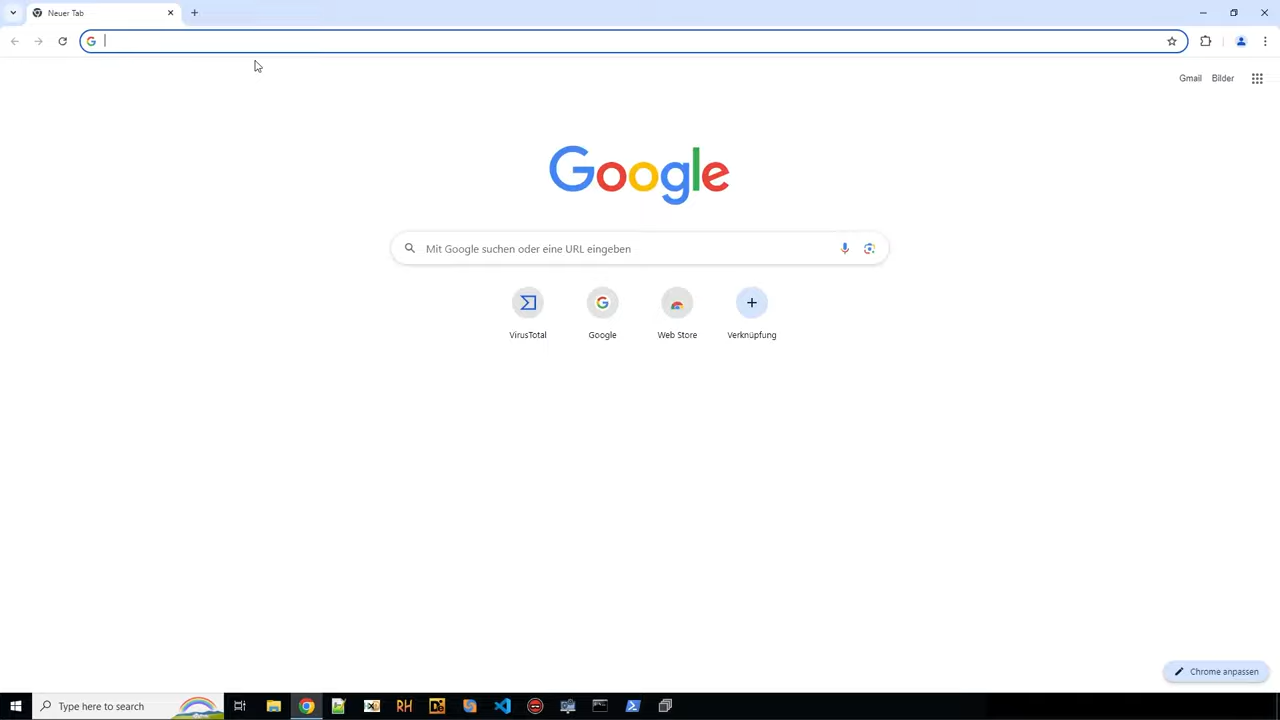 Neuer Tab
Gmail
Bilder
Google
Mit Google suchen oder eine URL eingeben
VirusTotal
Google
Web Store
Verknüpfung
Chrome anpassen
Type here to search